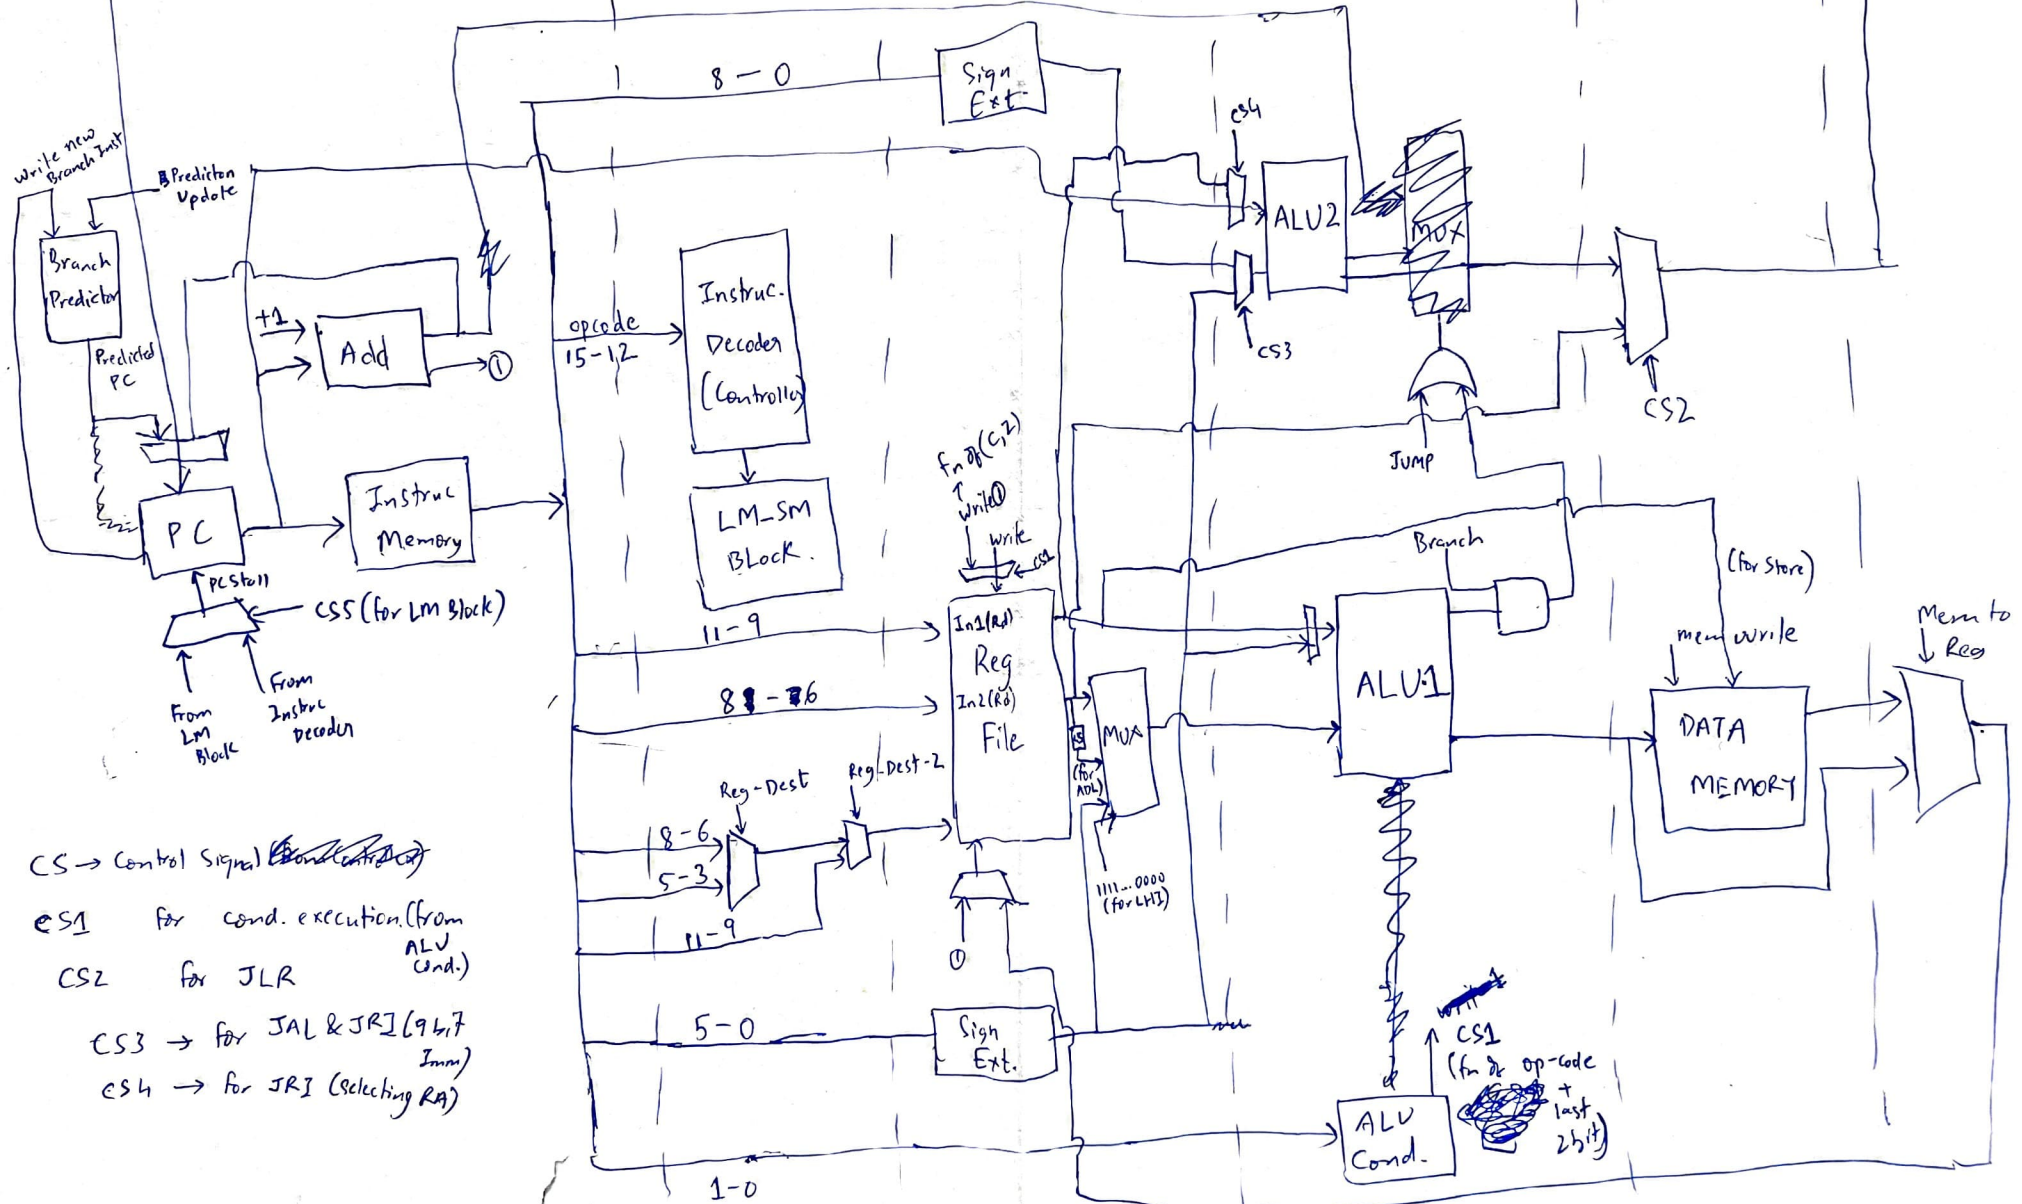 Write new
Branch Inst
Prediction
Update
Branch
Predictor
Predicted
PC
+1
Add
①
PC
Instruc
Memory
PC Stall
CS5 (for LM Block)
From
LM
Block
From
Instruc
Decoder
8 - 0
Sign
Ext
opcode
15-12
Instruc.
Decoder
(Controller)
LM_SM
Block.
11-9
8 - 6
Reg-Dest
Reg-Dest-2
8-6
5-3
11-9
5-0
Sign
Ext.
1-0
fn of (C,Z)
write①
write
CS1
In1(Rd)
Reg
In2(Rd)
File
①
MUX
(for
ADL)
1111...0000
(for LHI)
CS4
ALU2
CS3
MUX
CS2
Jump
Branch
ALU1
(for store)
mem write
DATA
MEMORY
Mem to
Reg
CS1
(fn of op-code
+
last
2bit)
ALU
Cond.
CS → Control Signal
CS1 for cond. execution (from
ALU
Cond.)
CS2 for JLR
CS3 → for JAL & JRI (9 bit,7
Imm)
CS4 → for JRI (selecting RA)